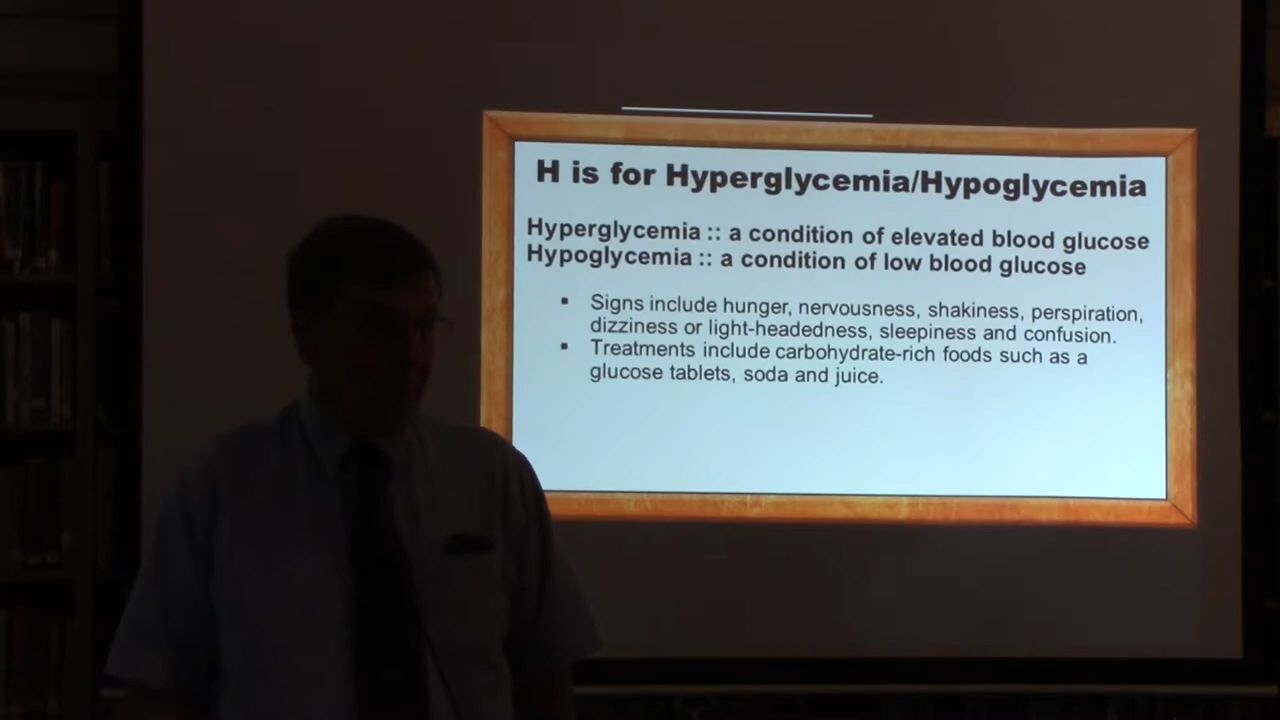 H is for Hyperglycemia/Hypoglycemia
Hyperglycemia :: a condition of elevated blood glucose
Hypoglycemia :: a condition of low blood glucose
▪ Signs include hunger, nervousness, shakiness, perspiration,
dizziness or light-headedness, sleepiness and confusion.
▪ Treatments include carbohydrate-rich foods such as a
glucose tablets, soda and juice.